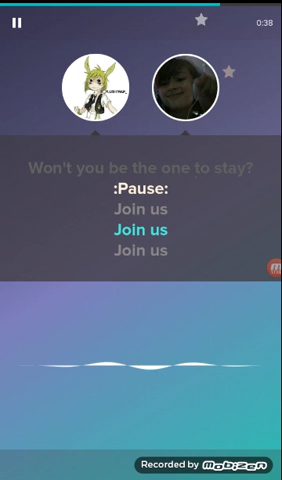 0:38
Won't you be the one to stay?
:Pause:
Join us
Join us
Join us
Recorded by mobizen